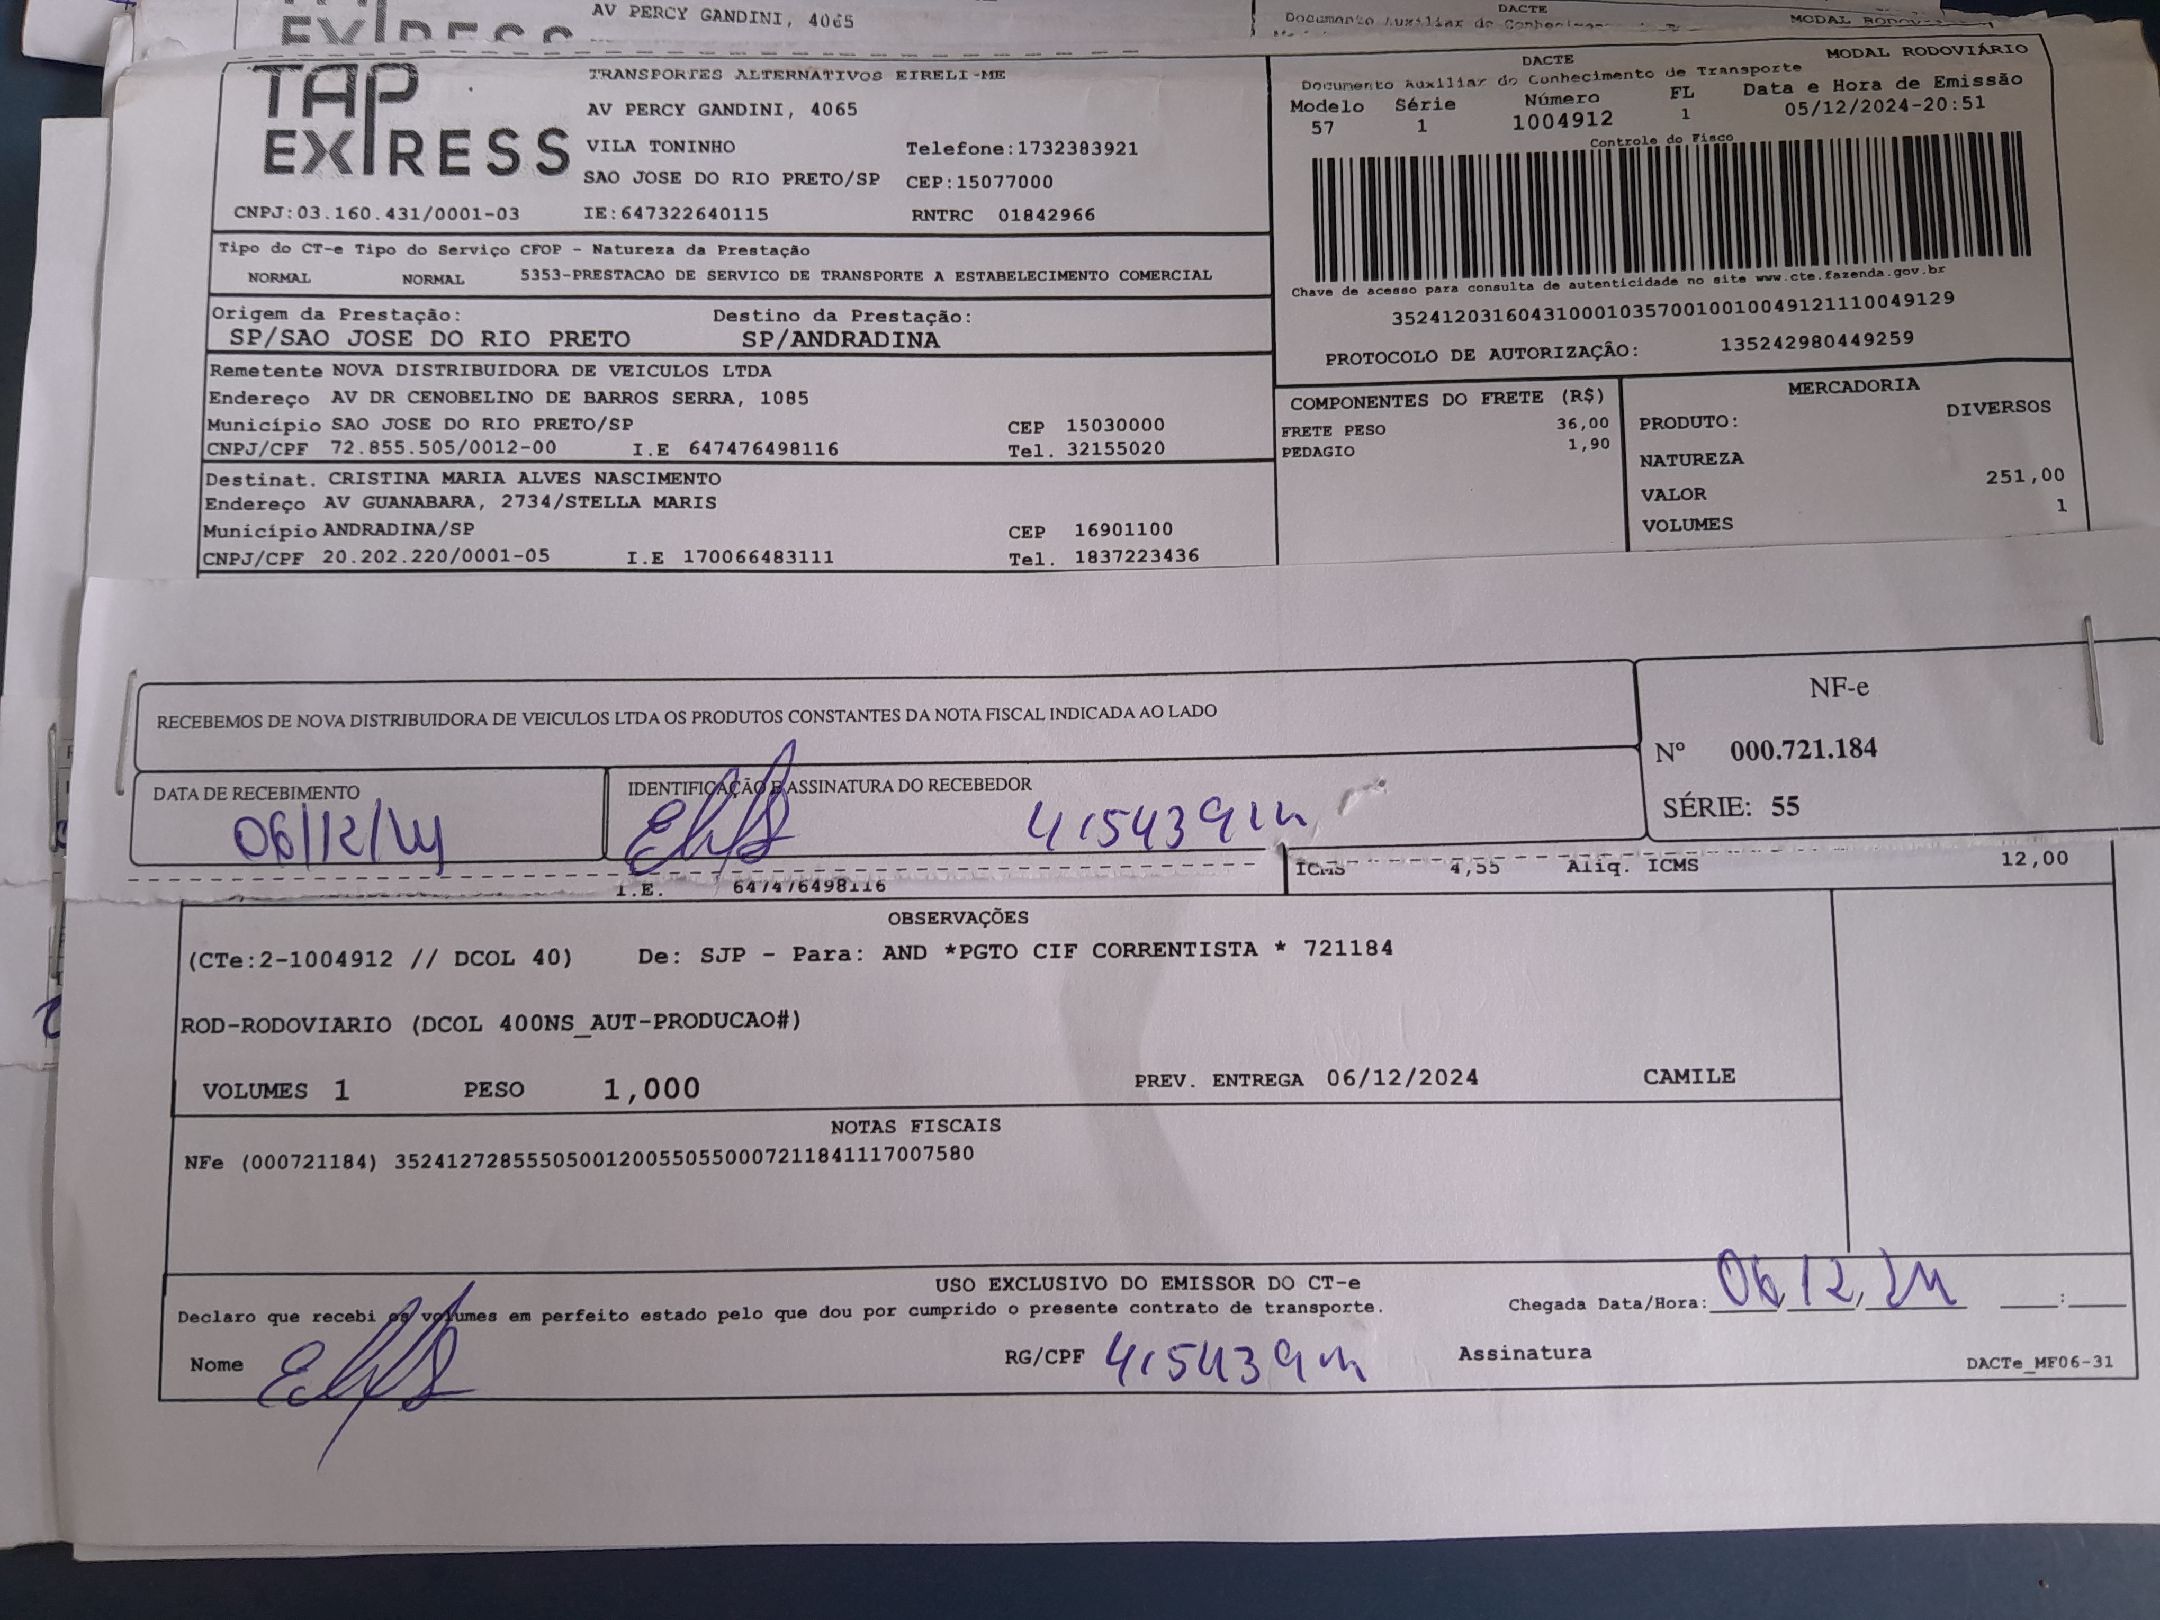 AV PERCY GANDINI, 4065
DACTE
MODAL
EXPRESS
TAP EXPRESS
TRANSPORTES ALTERNATIVOS EIRELI-ME
AV PERCY GANDINI, 4065
VILA TONINHO Telefone:1732383921
SAO JOSE DO RIO PRETO/SP CEP:15077000
CNPJ:03.160.431/0001-03 IE:647322640115 RNTRC 01842966
DACTE MODAL RODOVIÁRIO
Documento Auxiliar do Conhecimento de Transporte
Modelo Série Número FL Data e Hora de Emissão
57 1 1004912 1 05/12/2024-20:51
Controle do Fisco
Chave de acesso para consulta de autenticidade no site www.cte.fazenda.gov.br
35241203160431000103570010010049121110049129
PROTOCOLO DE AUTORIZAÇÃO: 135242980449259
Tipo do CT-e Tipo do Serviço CFOP - Natureza da Prestação
NORMAL NORMAL 5353-PRESTACAO DE SERVICO DE TRANSPORTE A ESTABELECIMENTO COMERCIAL
Origem da Prestação: Destino da Prestação:
SP/SAO JOSE DO RIO PRETO SP/ANDRADINA
Remetente NOVA DISTRIBUIDORA DE VEICULOS LTDA
Endereço AV DR CENOBELINO DE BARROS SERRA, 1085
Município SAO JOSE DO RIO PRETO/SP CEP 15030000
CNPJ/CPF 72.855.505/0012-00 I.E 647476498116 Tel. 32155020
Destinat. CRISTINA MARIA ALVES NASCIMENTO
Endereço AV GUANABARA, 2734/STELLA MARIS
Município ANDRADINA/SP CEP 16901100
CNPJ/CPF 20.202.220/0001-05 I.E 170066483111 Tel. 1837223436
COMPONENTES DO FRETE (R$)
FRETE PESO 36,00
PEDAGIO 1,90
MERCADORIA
PRODUTO: DIVERSOS
NATUREZA
VALOR 251,00
VOLUMES 1
RECEBEMOS DE NOVA DISTRIBUIDORA DE VEICULOS LTDA OS PRODUTOS CONSTANTES DA NOTA FISCAL INDICADA AO LADO
NF-e
Nº 000.721.184
SÉRIE: 55
DATA DE RECEBIMENTO
06/12/24
IDENTIFICAÇÃO E ASSINATURA DO RECEBEDOR
I.E. 647476498116 ICMS 4,55 Aliq. ICMS 12,00
OBSERVAÇÕES
(CTe:2-1004912 // DCOL 40) De: SJP - Para: AND *PGTO CIF CORRENTISTA * 721184
ROD-RODOVIARIO (DCOL 400NS_AUT-PRODUCAO#)
VOLUMES 1 PESO 1,000 PREV. ENTREGA 06/12/2024 CAMILE
NOTAS FISCAIS
NFe (000721184) 35241272855505001200550550007211841117007580
USO EXCLUSIVO DO EMISSOR DO CT-e
Declaro que recebi os volumes em perfeito estado pelo que dou por cumprido o presente contrato de transporte.
Chegada Data/Hora: 06/12/24 __:__
Nome RG/CPF Assinatura DACTe_MF06-31